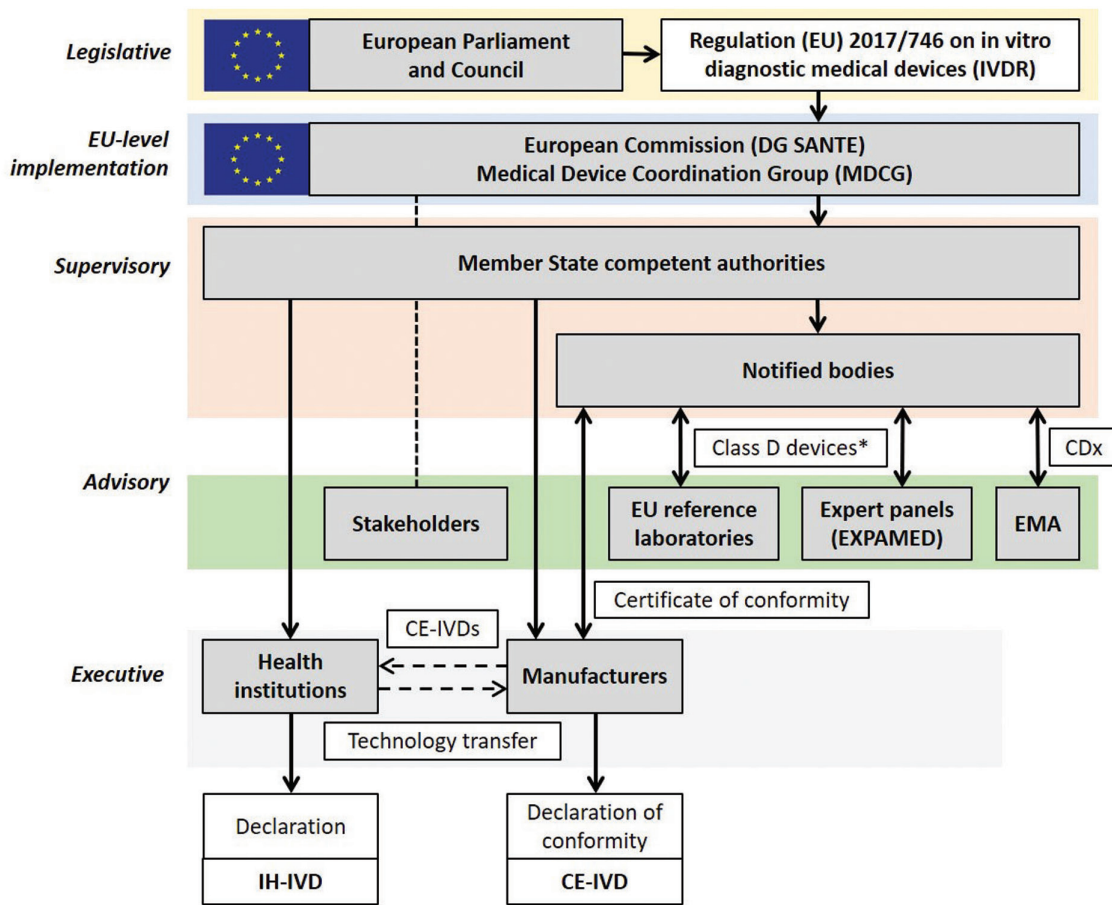 Legislative
European Parliament
and Council
Regulation (EU) 2017/746 on in vitro
diagnostic medical devices (IVDR)
EU-level
implementation
European Commission (DG SANTE)
Medical Device Coordination Group (MDCG)
Supervisory
Member State competent authorities
Notified bodies
Class D devices*
CDx
Advisory
Stakeholders
EU reference
laboratories
Expert panels
(EXPAMED)
EMA
Certificate of conformity
CE-IVDs
Executive
Health
institutions
Manufacturers
Technology transfer
Declaration
IH-IVD
Declaration of
conformity
CE-IVD